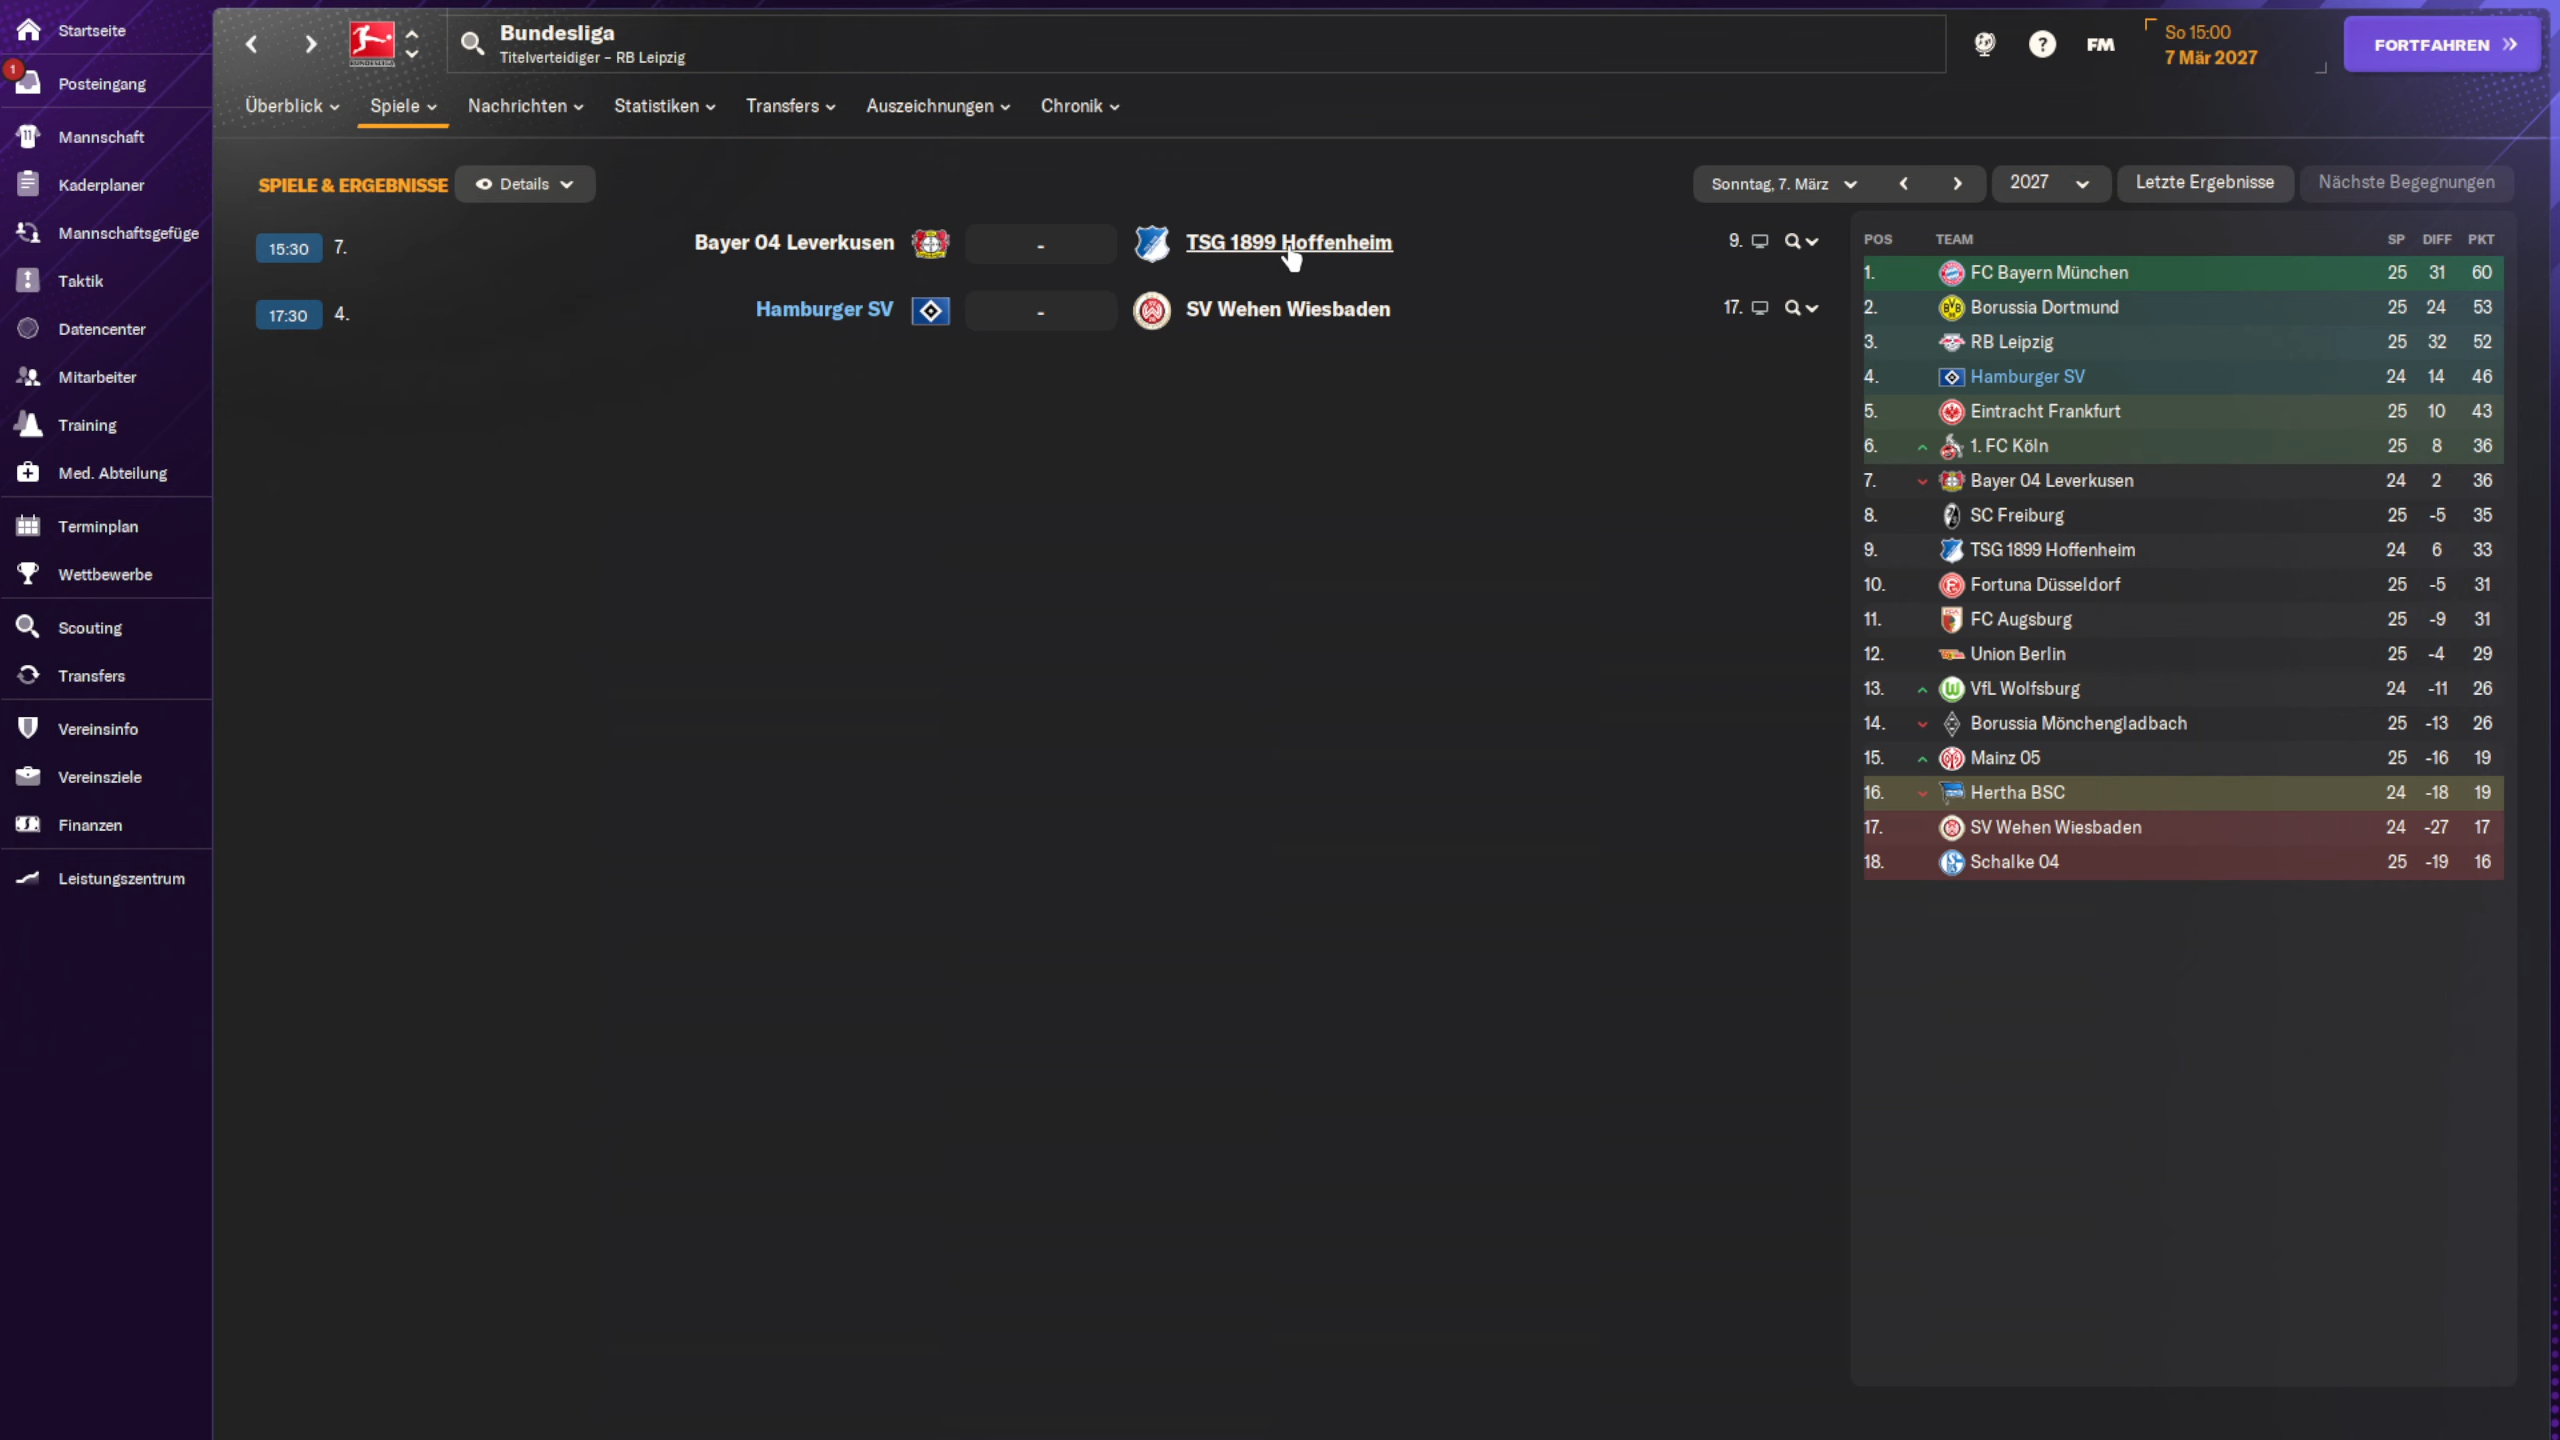 Startseite
1
Posteingang
Mannschaft
Kaderplaner
Mannschaftsgefüge
Taktik
Datencenter
Mitarbeiter
Training
Med. Abteilung
Terminplan
Wettbewerbe
Scouting
Transfers
Vereinsinfo
Vereinsziele
Finanzen
Leistungszentrum
BUNDESLIGA
Bundesliga
Titelverteidiger – RB Leipzig
? FM
So 15:00
7 Mär 2027
FORTFAHREN
Überblick Spiele Nachrichten Statistiken Transfers Auszeichnungen Chronik
SPIELE & ERGEBNISSE Details
Sonntag, 7. März 2027 Letzte Ergebnisse Nächste Begegnungen
15:30 7. Bayer 04 Leverkusen - TSG 1899 Hoffenheim 9.
17:30 4. Hamburger SV - SV Wehen Wiesbaden 17.
POS TEAM SP DIFF PKT
1. FC Bayern München 25 31 60
2. Borussia Dortmund 25 24 53
3. RB Leipzig 25 32 52
4. Hamburger SV 24 14 46
5. Eintracht Frankfurt 25 10 43
6. 1. FC Köln 25 8 36
7. Bayer 04 Leverkusen 24 2 36
8. SC Freiburg 25 -5 35
9. TSG 1899 Hoffenheim 24 6 33
10. Fortuna Düsseldorf 25 -5 31
11. FC Augsburg 25 -9 31
12. Union Berlin 25 -4 29
13. VfL Wolfsburg 24 -11 26
14. Borussia Mönchengladbach 25 -13 26
15. Mainz 05 25 -16 19
16. Hertha BSC 24 -18 19
17. SV Wehen Wiesbaden 24 -27 17
18. Schalke 04 25 -19 16